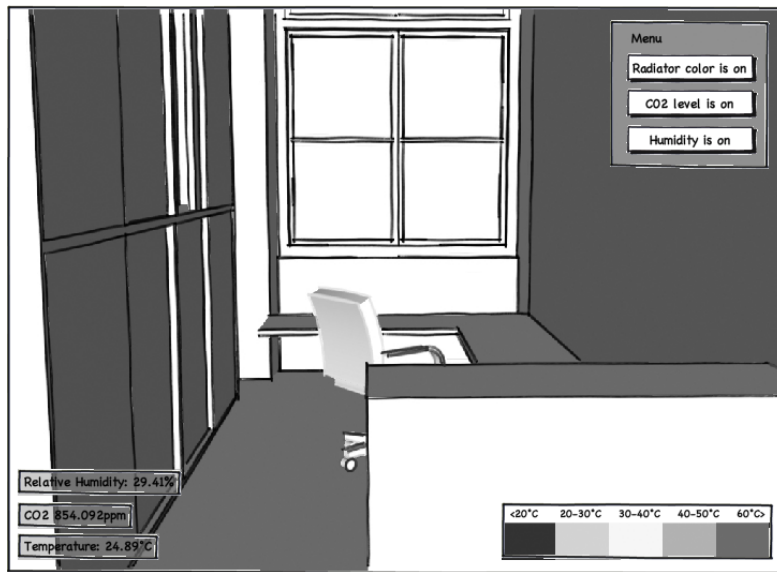 Menu
Radiator color is on
CO2 level is on
Humidity is on
Relative Humidity: 29.41%
CO2 854.092ppm
Temperature: 24.89°C
<20°C 20-30°C 30-40°C 40-50°C 60°C>